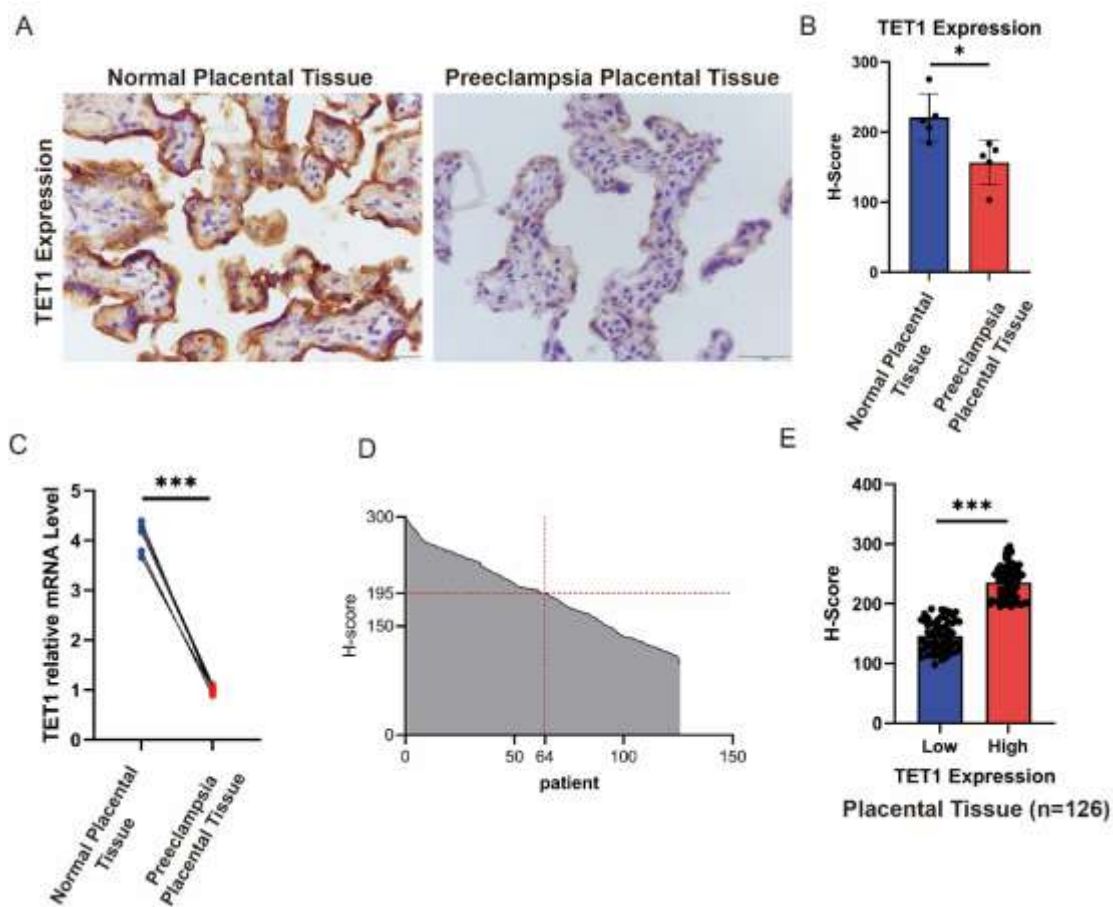 A
Normal Placental Tissue
Preeclampsia Placental Tissue
TET1 Expression
B
TET1 Expression
*
H-Score
300
200
100
0
Normal Placental
Tissue
Preeclampsia
Placental Tissue
C
***
TET1 relative mRNA Level
5
4
3
2
1
0
Normal Placental
Tissue
Preeclampsia
Placental Tissue
D
H-score
300
195
150
0
0
50
64
100
150
patient
E
***
H-Score
400
300
200
100
0
Low
High
TET1 Expression
Placental Tissue (n=126)